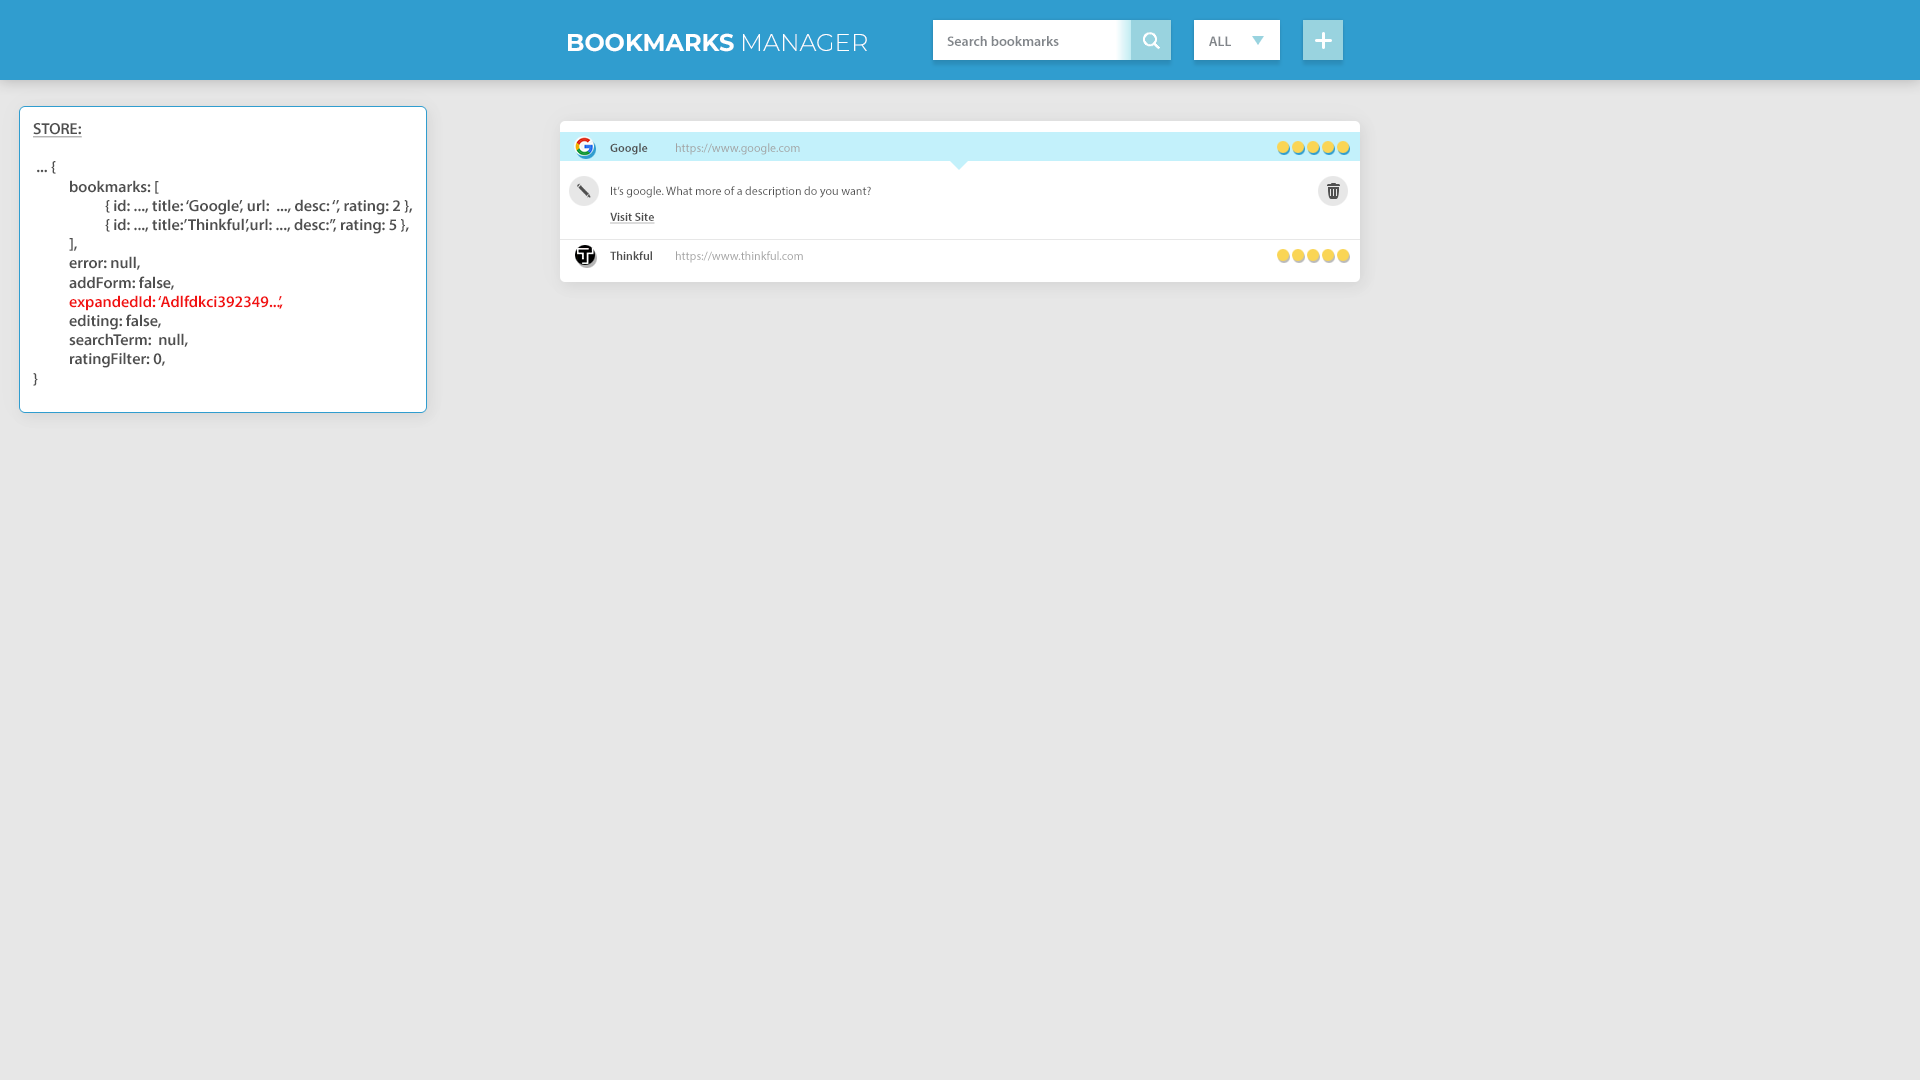 BOOKMARKS MANAGER
Search bookmarks
ALL
STORE:
... {
bookmarks: [
{ id: ..., title: ‘Google’, url:  ..., desc: ‘’, rating: 2 },
{ id: ..., title:’Thinkful’,url: ..., desc:’’, rating: 5 },
],
error: null,
addForm: false,
expandedId: ‘Adlfdkci392349...’,
editing: false,
searchTerm:  null,
ratingFilter: 0,
}
Google https://www.google.com
It’s google. What more of a description do you want?
Visit Site
Thinkful https://www.thinkful.com